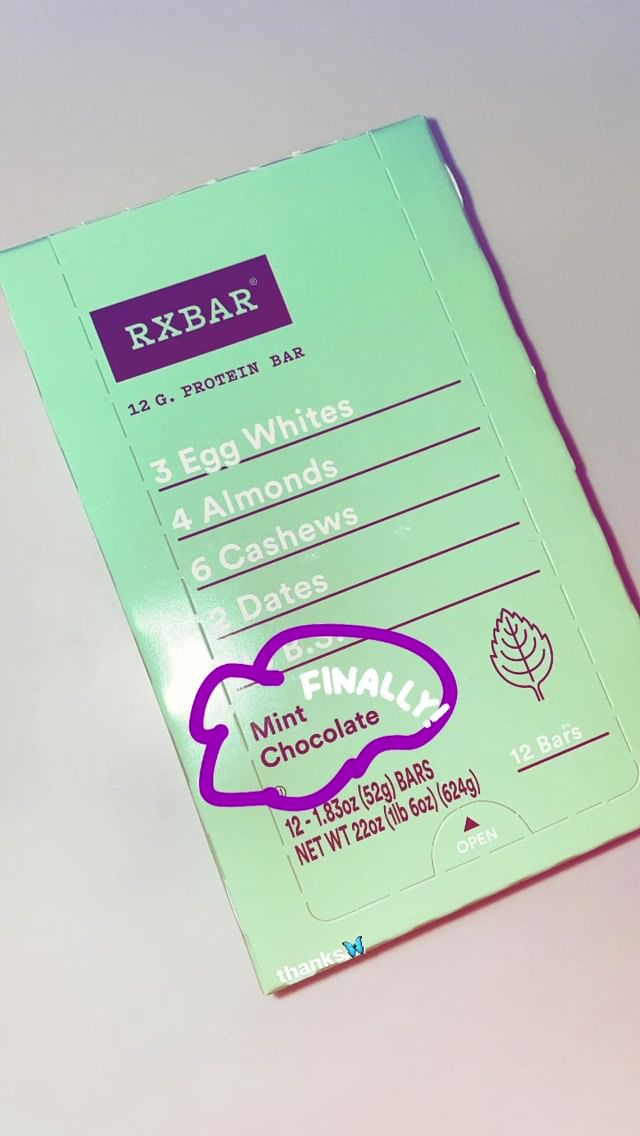 RXBAR®
12 G. PROTEIN BAR
3 Egg Whites
4 Almonds
6 Cashews
2 Dates
B.S.
FINALLY!
Mint
Chocolate
12 Bars
12 - 1.83oz (52g) BARS
NET WT 22oz (1lb 6oz) (624g)
OPEN
thanks🦋